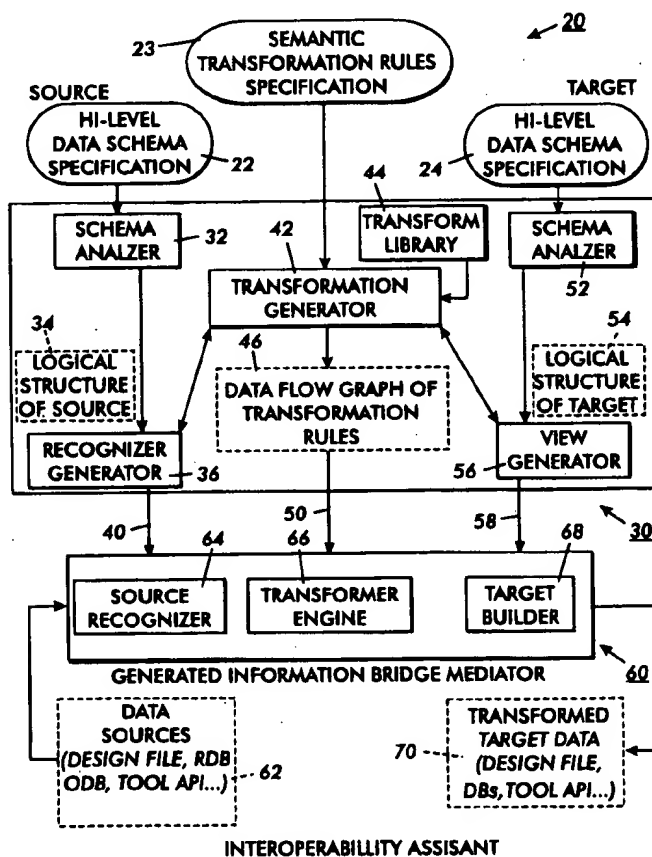 20
23
SEMANTIC
TRANSFORMATION RULES
SPECIFICATION
SOURCE
HI-LEVEL
DATA SCHEMA
SPECIFICATION
22
TARGET
HI-LEVEL
DATA SCHEMA
SPECIFICATION
24
SCHEMA
ANALZER
32
42
44
TRANSFORM
LIBRARY
SCHEMA
ANALZER
52
TRANSFORMATION
GENERATOR
34
LOGICAL
STRUCTURE
OF SOURCE
46
DATA FLOW GRAPH OF
TRANSFORMATION
RULES
54
LOGICAL
STRUCTURE
OF TARGET
RECOGNIZER
GENERATOR
36
VIEW
GENERATOR
56
40
50
58
30
64
SOURCE
RECOGNIZER
66
TRANSFORMER
ENGINE
68
TARGET
BUILDER
GENERATED INFORMATION BRIDGE MEDIATOR
60
DATA
SOURCES
(DESIGN FILE, RDB
ODB, TOOL API...)
62
TRANSFORMED
TARGET DATA
(DESIGN FILE,
DBs, TOOL API...)
70
INTEROPERABILLITY ASSISANT